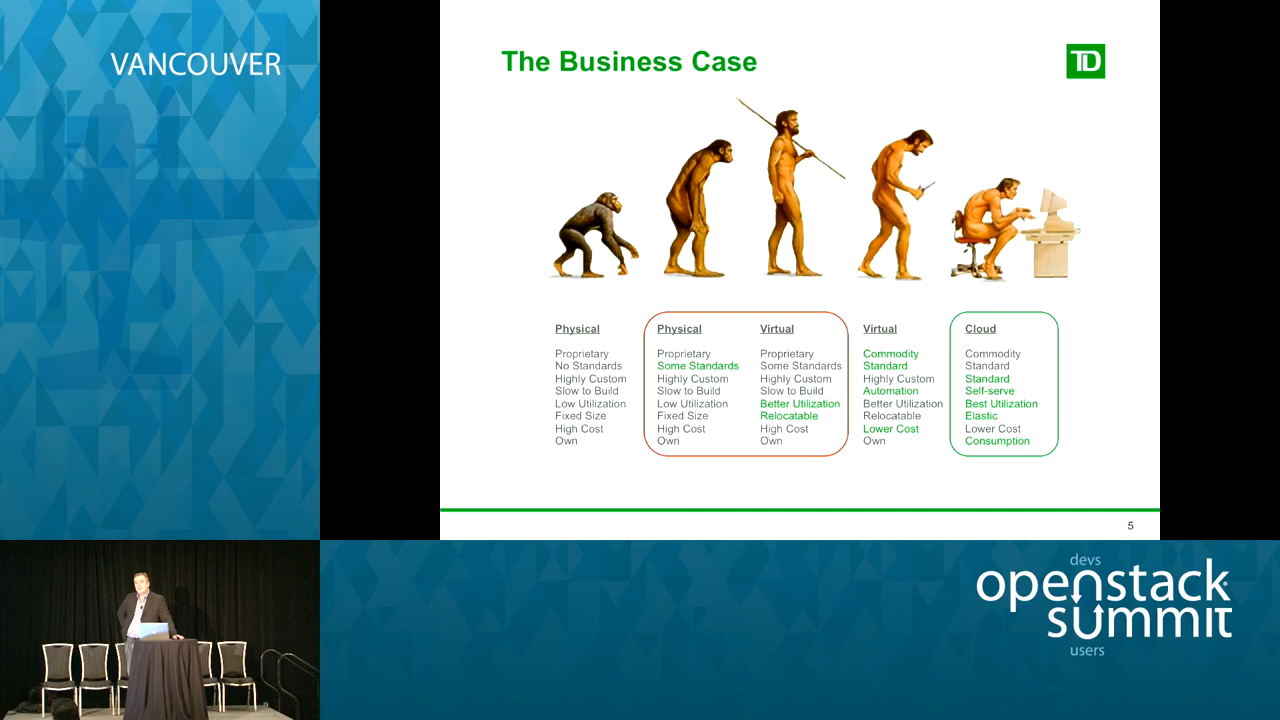 VANCOUVER
The Business Case
TD
Physical
Proprietary
No Standards
Highly Custom
Slow to Build
Low Utilization
Fixed Size
High Cost
Own
Physical
Proprietary
Some Standards
Highly Custom
Slow to Build
Low Utilization
Fixed Size
High Cost
Own
Virtual
Proprietary
Some Standards
Highly Custom
Slow to Build
Better Utilization
Relocatable
High Cost
Own
Virtual
Commodity
Standard
Highly Custom
Automation
Better Utilization
Relocatable
Lower Cost
Own
Cloud
Commodity
Standard
Standard
Self-serve
Best Utilization
Elastic
Lower Cost
Consumption
5
devs
openstack
summit
users